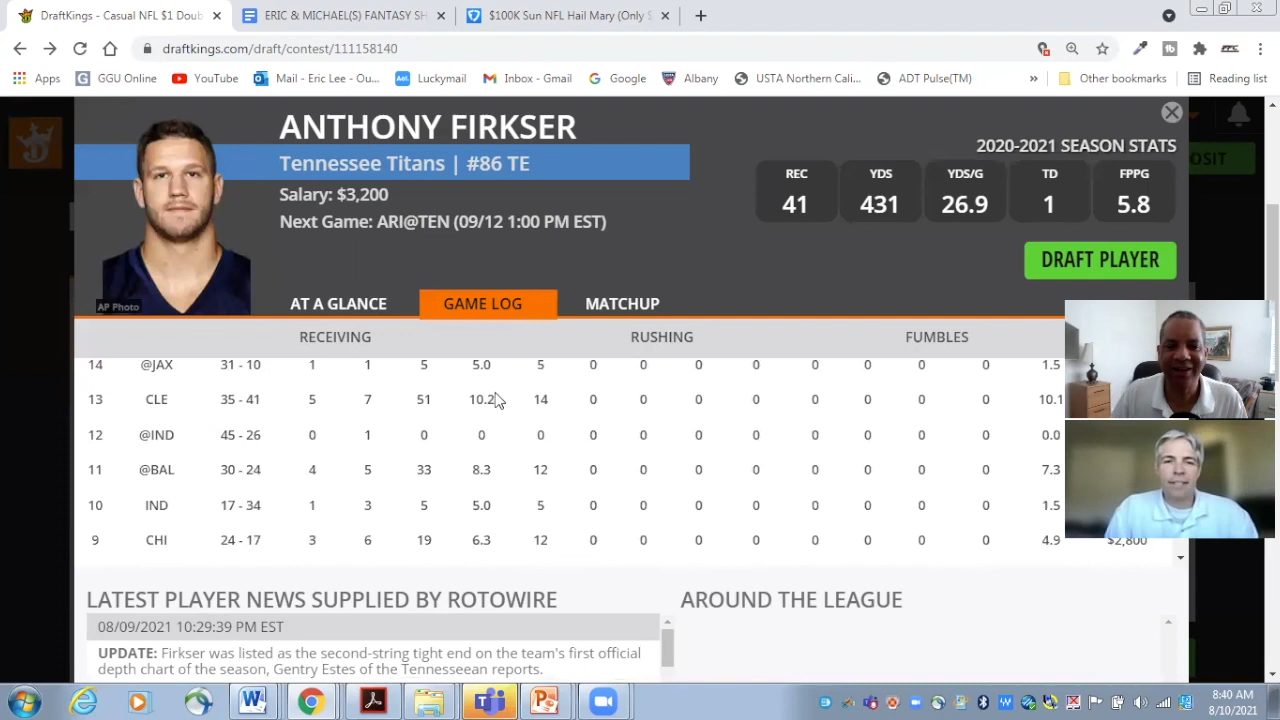 DraftKings - Casual NFL $1 Doub
ERIC & MICHAEL(S) FANTASY SH
$100K Sun NFL Hail Mary (Only $
draftkings.com/draft/contest/111158140
Apps
GGU Online
YouTube
Mail - Eric Lee - Ou...
Luckymail
Inbox - Gmail
Google
Albany
USTA Northern Cali...
ADT Pulse(TM)
»
Other bookmarks
Reading list
ANTHONY FIRKSER
Tennessee Titans | #86 TE
Salary: $3,200
Next Game: ARI@TEN (09/12 1:00 PM EST)
2020-2021 SEASON STATS
REC YDS YDS/G TD FPPG
41 431 26.9 1 5.8
OSIT
DRAFT PLAYER
AP Photo
AT A GLANCE GAME LOG MATCHUP
RECEIVING RUSHING FUMBLES
14 @JAX 31 - 10 1 1 5 5.0 5 0 0 0 0 0 0 0 1.5
13 CLE 35 - 41 5 7 51 10.2 14 0 0 0 0 0 0 0 10.1
12 @IND 45 - 26 0 1 0 0 0 0 0 0 0 0 0 0 0.0
11 @BAL 30 - 24 4 5 33 8.3 12 0 0 0 0 0 0 0 7.3
10 IND 17 - 34 1 3 5 5.0 5 0 0 0 0 0 0 0 1.5
9 CHI 24 - 17 3 6 19 6.3 12 0 0 0 0 0 0 0 4.9 $2,800
LATEST PLAYER NEWS SUPPLIED BY ROTOWIRE
AROUND THE LEAGUE
08/09/2021 10:29:39 PM EST
UPDATE: Firkser was listed as the second-string tight end on the team's first official
depth chart of the season, Gentry Estes of the Tennesseean reports.
8:40 AM
8/10/2021